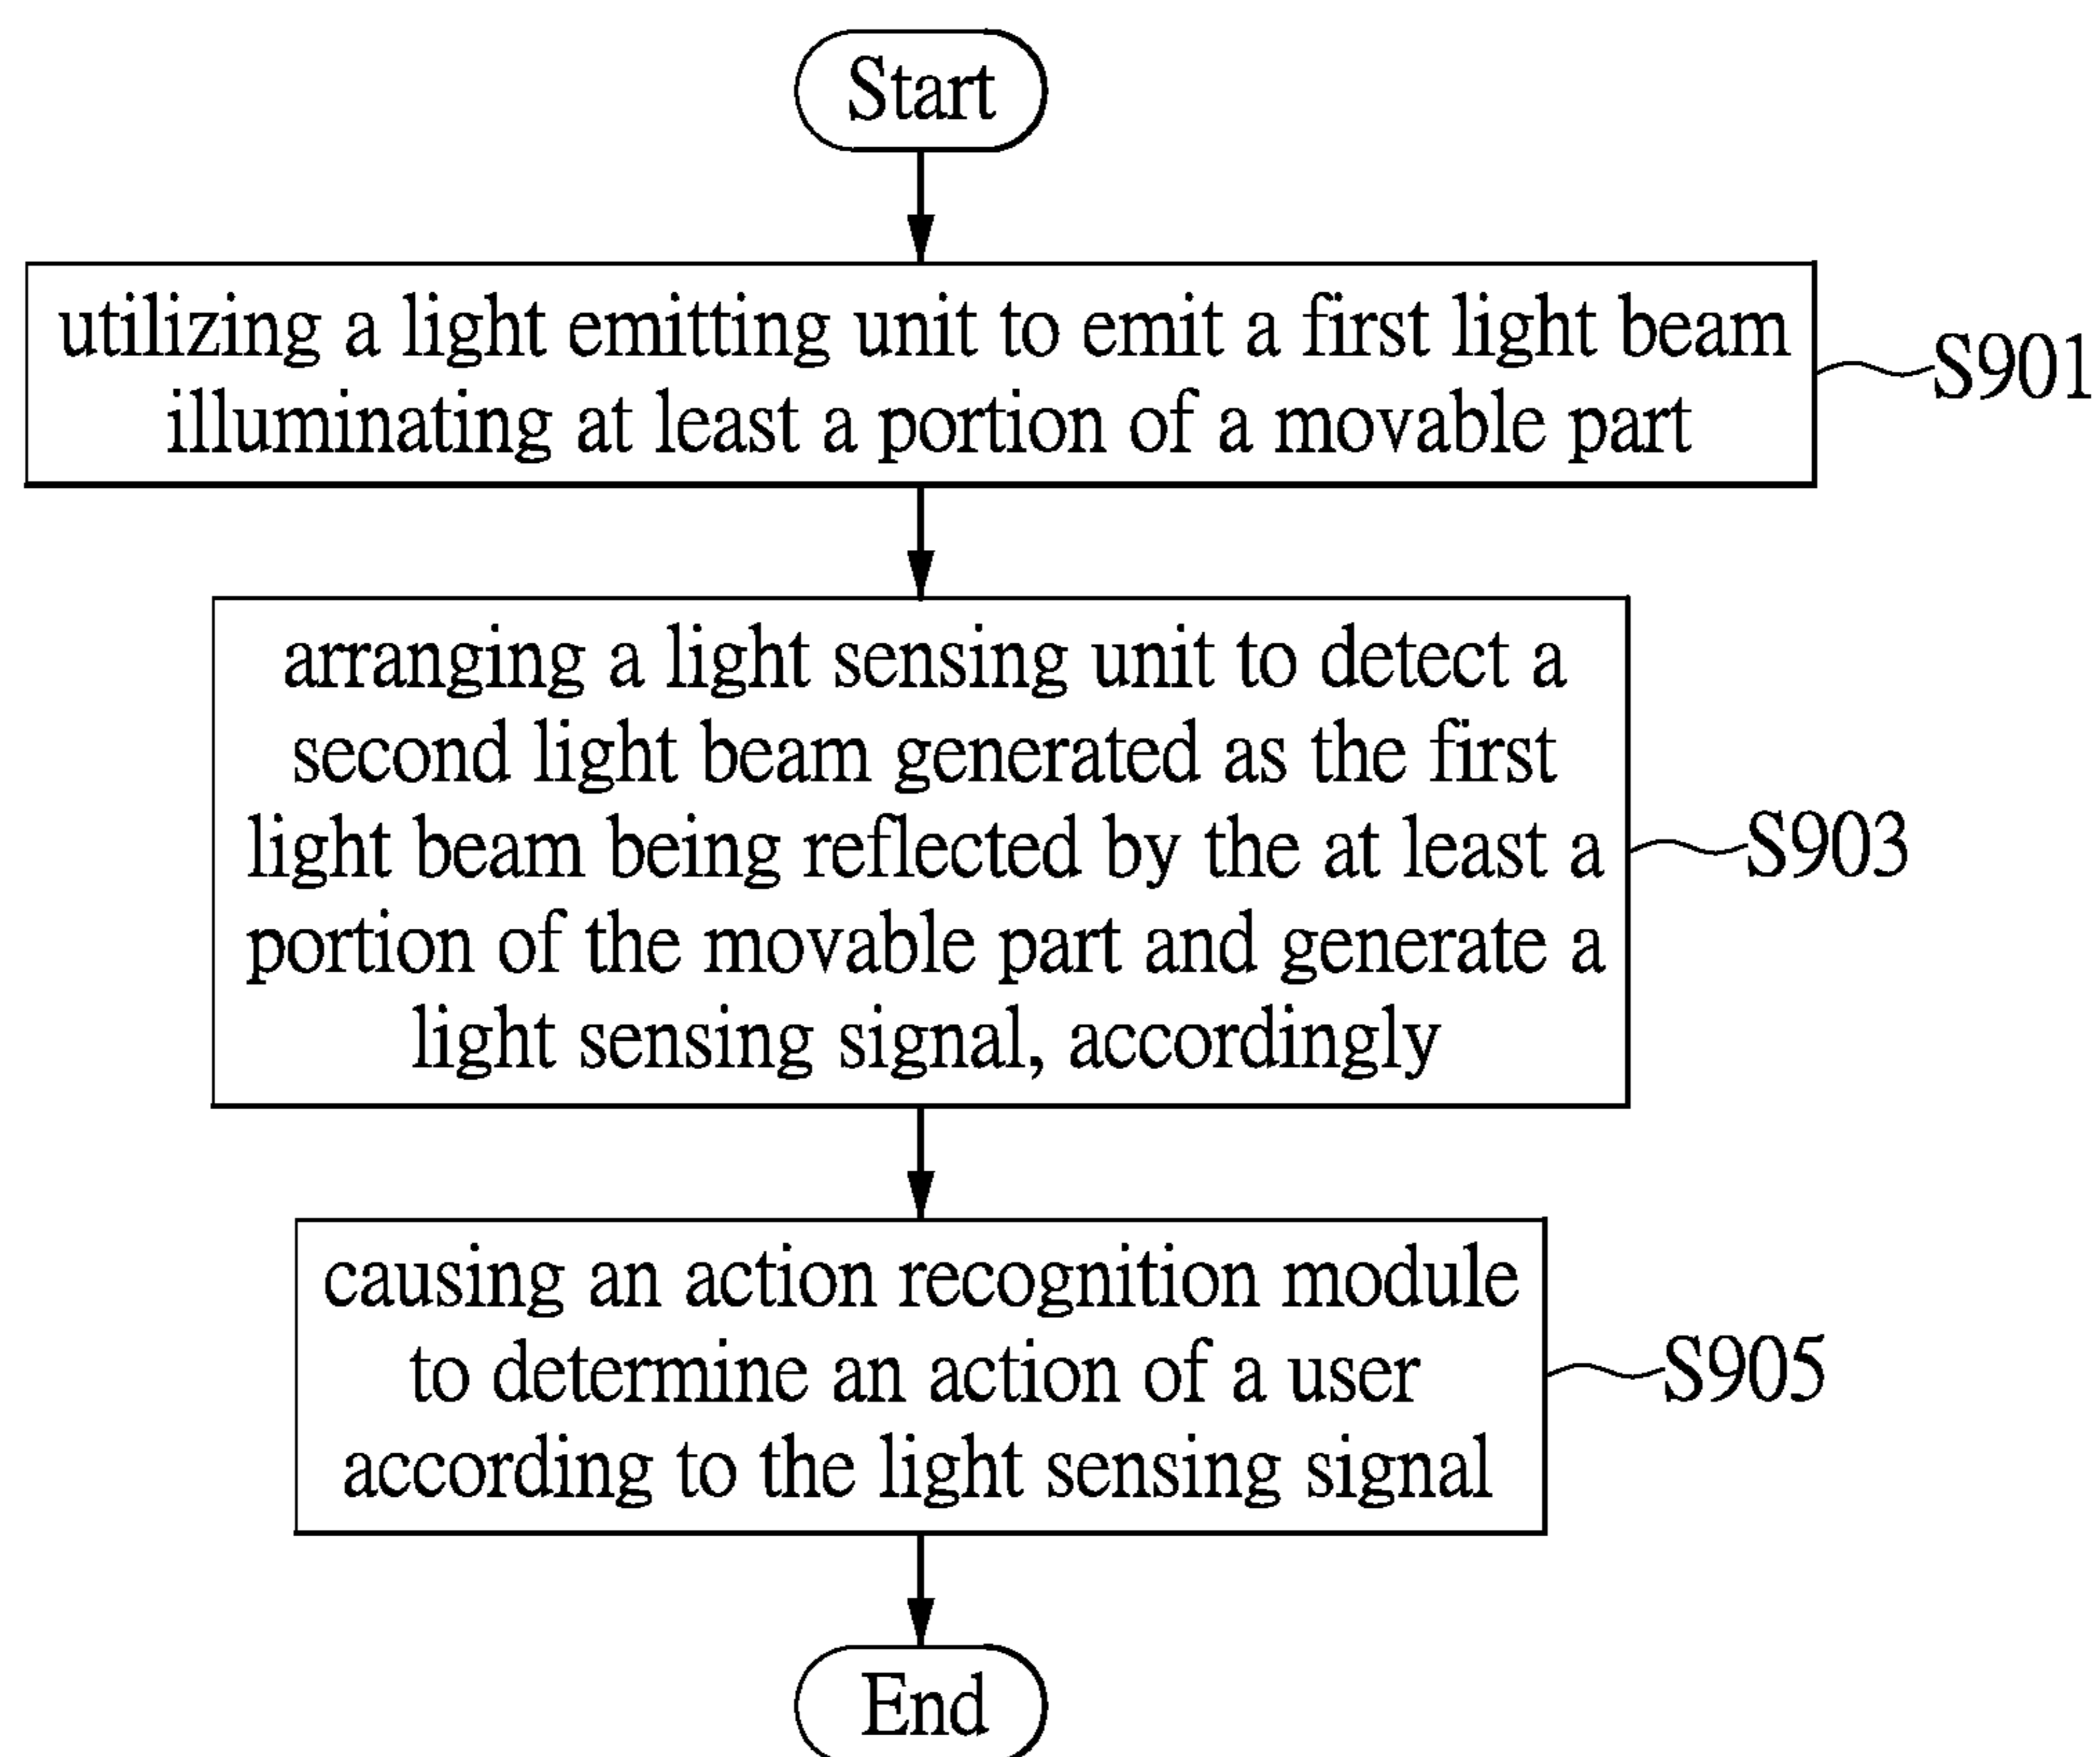 Start
utilizing a light emitting unit to emit a first light beam
illuminating at least a portion of a movable part
S901
arranging a light sensing unit to detect a
second light beam generated as the first
light beam being reflected by the at least a
portion of the movable part and generate a
light sensing signal, accordingly
S903
causing an action recognition module
to determine an action of a user
according to the light sensing signal
S905
End